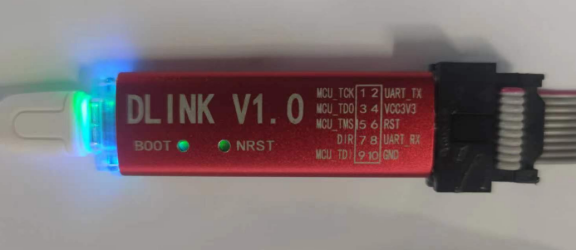 DLINK V1.0
BOOT NRST
MCU_TCK 1 2 UART_TX
MCU_TDO 3 4 VCC3V3
MCU_TMS 5 6 RST
DIR 7 8 UART_RX
MCU_TDI 9 10 GND